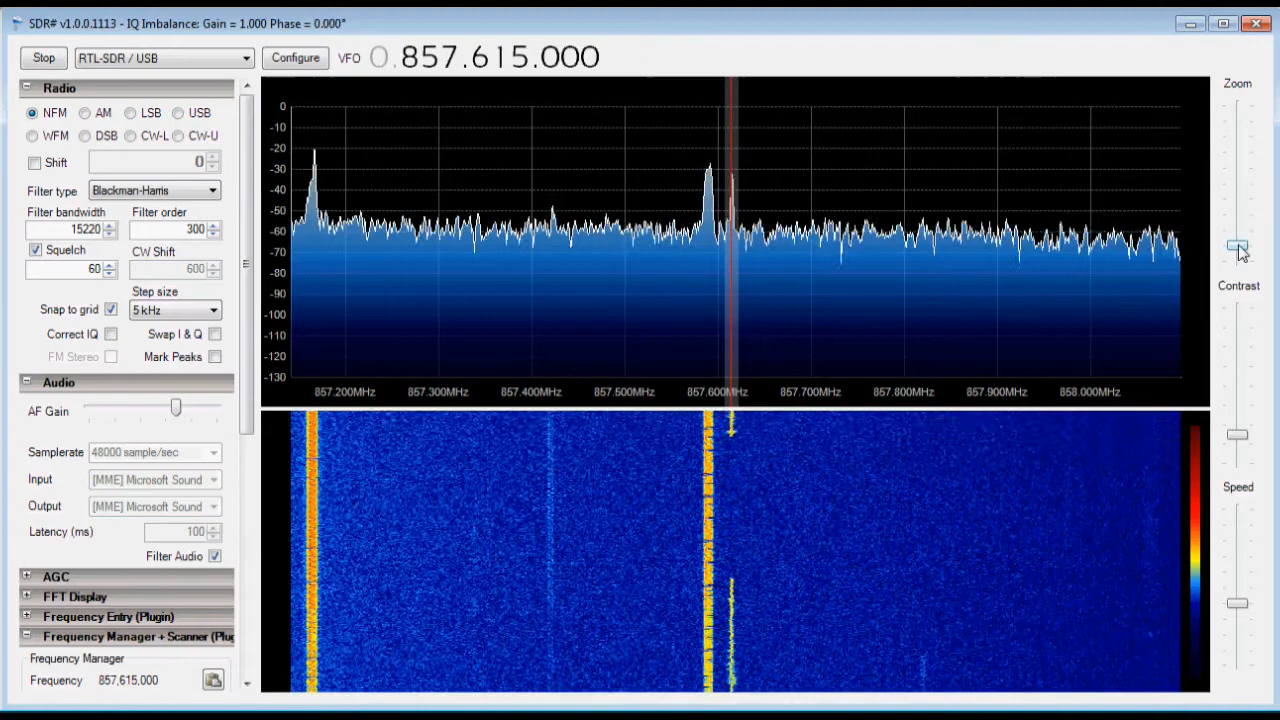 SDR# v1.0.0.1113 - IQ Imbalance: Gain = 1.000 Phase = 0.000°
Stop
RTL-SDR / USB
Configure
VFO
0.857.615.000
Radio
NFM AM LSB USB
WFM DSB CW-L CW-U
Shift 0
Filter type Blackman-Harris
Filter bandwidth Filter order
15220 300
Squelch CW Shift
60 600
Step size
Snap to grid 5 kHz
Correct IQ Swap I & Q
FM Stereo Mark Peaks
Audio
AF Gain
Samplerate 48000 sample/sec
Input [MME] Microsoft Sound
Output [MME] Microsoft Sound
Latency (ms) 100
Filter Audio
AGC
FFT Display
Frequency Entry (Plugin)
Frequency Manager + Scanner (Plug
Frequency Manager
Frequency 857,615,000
0
-10
-20
-30
-40
-50
-60
-70
-80
-90
-100
-110
-120
-130
857.200MHz 857.300MHz 857.400MHz 857.500MHz 857.600MHz 857.700MHz 857.800MHz 857.900MHz 858.000MHz
Zoom
Contrast
Speed